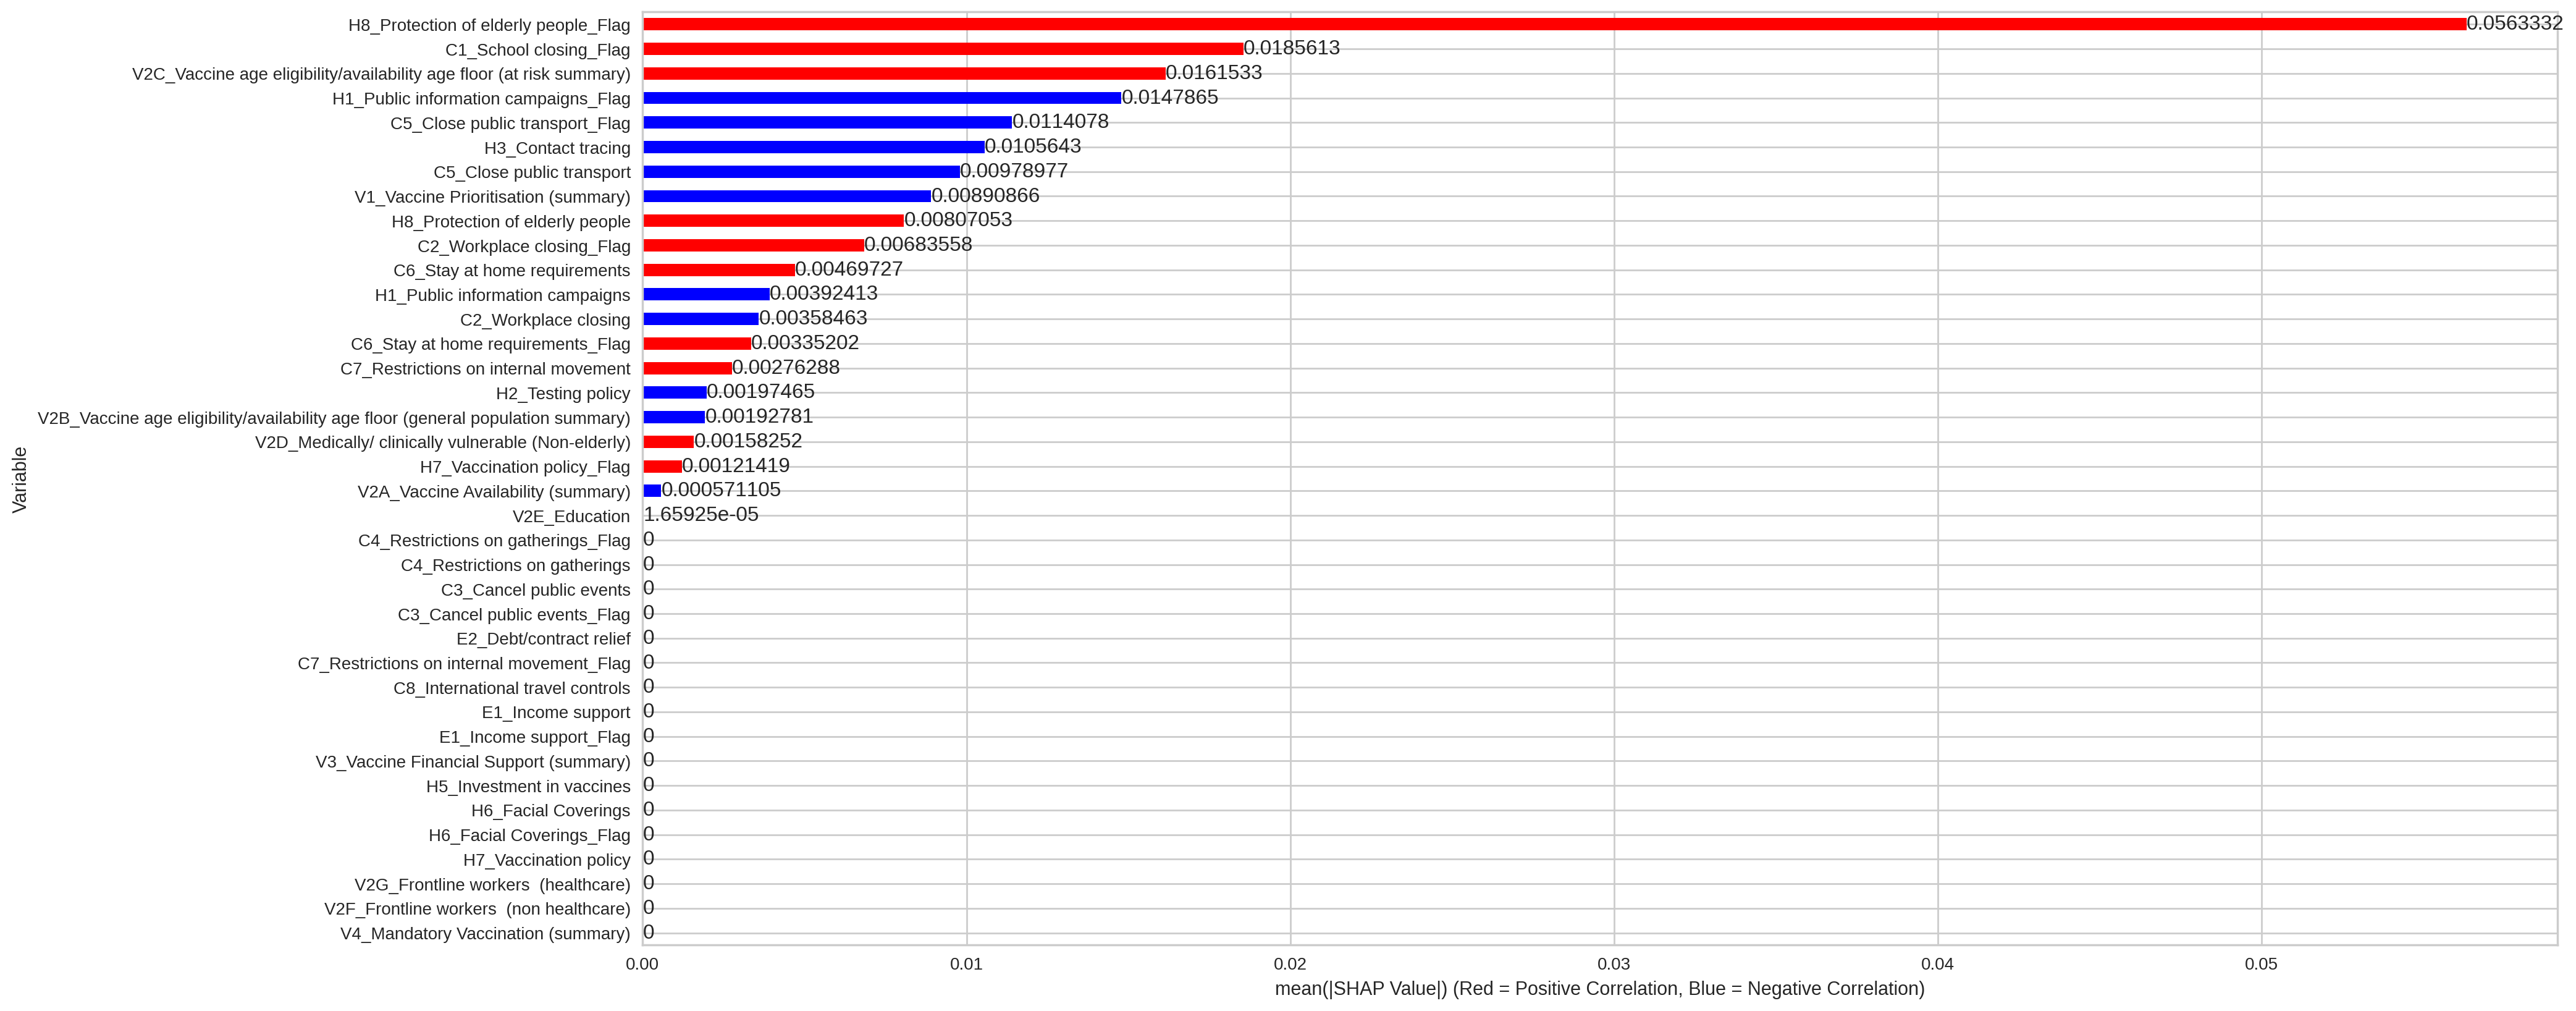 H8_Protection of elderly people_Flag 0.0563332
C1_School closing_Flag 0.0185613
V2C_Vaccine age eligibility/availability age floor (at risk summary) 0.0161533
H1_Public information campaigns_Flag 0.0147865
C5_Close public transport_Flag 0.0114078
H3_Contact tracing 0.0105643
C5_Close public transport 0.00978977
V1_Vaccine Prioritisation (summary) 0.00890866
H8_Protection of elderly people 0.00807053
C2_Workplace closing_Flag 0.00683558
C6_Stay at home requirements 0.00469727
H1_Public information campaigns 0.00392413
C2_Workplace closing 0.00358463
C6_Stay at home requirements_Flag 0.00335202
C7_Restrictions on internal movement 0.00276288
H2_Testing policy 0.00197465
V2B_Vaccine age eligibility/availability age floor (general population summary) 0.00192781
V2D_Medically/ clinically vulnerable (Non-elderly) 0.00158252
H7_Vaccination policy_Flag 0.00121419
V2A_Vaccine Availability (summary) 0.000571105
V2E_Education 1.65925e-05
C4_Restrictions on gatherings_Flag 0
C4_Restrictions on gatherings 0
C3_Cancel public events 0
C3_Cancel public events_Flag 0
E2_Debt/contract relief 0
C7_Restrictions on internal movement_Flag 0
C8_International travel controls 0
E1_Income support 0
E1_Income support_Flag 0
V3_Vaccine Financial Support (summary) 0
H5_Investment in vaccines 0
H6_Facial Coverings 0
H6_Facial Coverings_Flag 0
H7_Vaccination policy 0
V2G_Frontline workers  (healthcare) 0
V2F_Frontline workers  (non healthcare) 0
V4_Mandatory Vaccination (summary) 0
Variable
0.00 0.01 0.02 0.03 0.04 0.05
mean(|SHAP Value|) (Red = Positive Correlation, Blue = Negative Correlation)